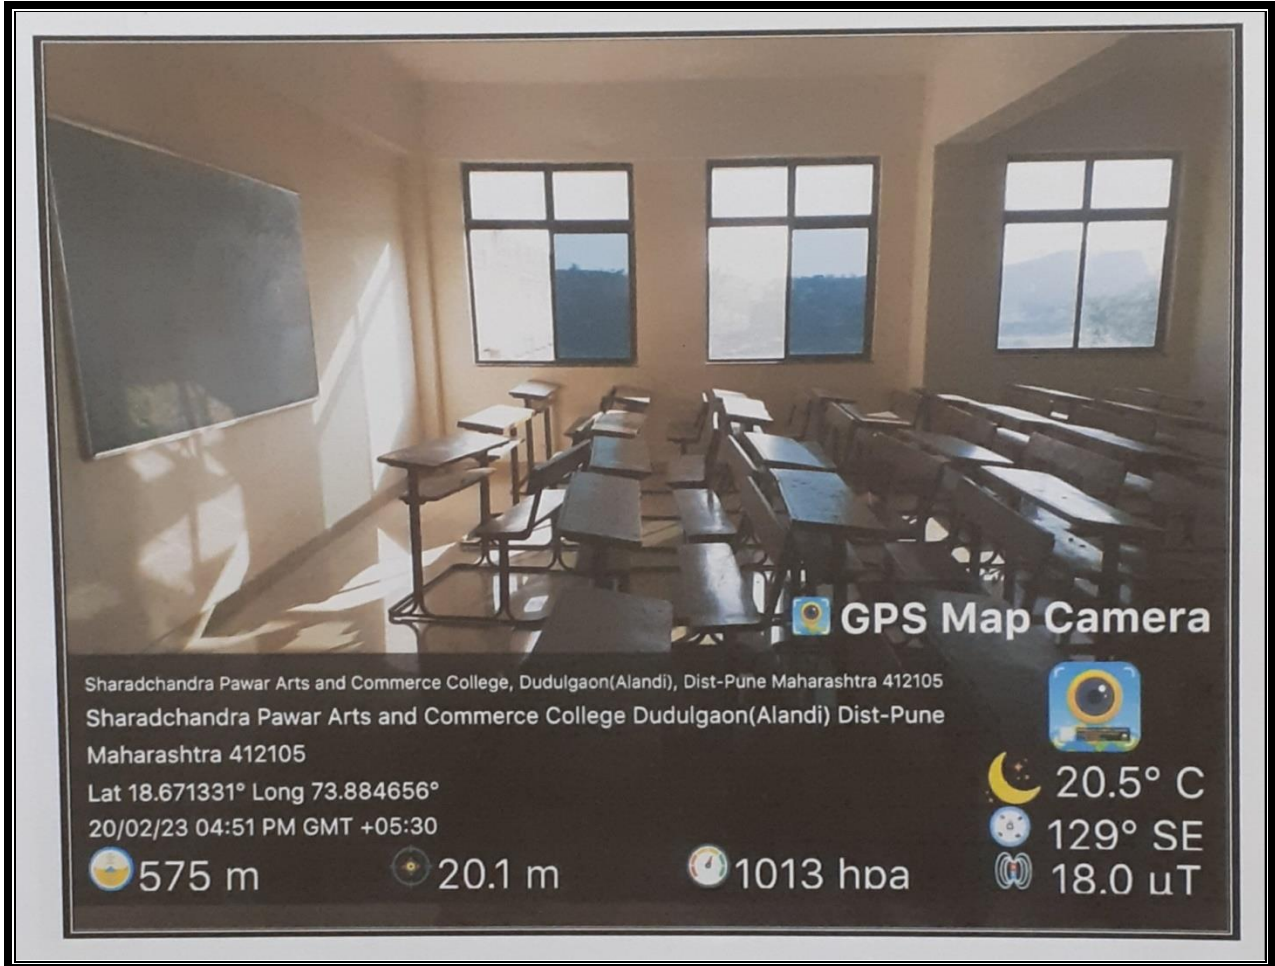 GPS Map Camera
Sharadchandra Pawar Arts and Commerce College, Dudulgaon(Alandi), Dist-Pune Maharashtra 412105
Sharadchandra Pawar Arts and Commerce College Dudulgaon(Alandi) Dist-Pune
Maharashtra 412105
Lat 18.671331° Long 73.884656°
20/02/23 04:51 PM GMT +05:30
20.5° C
129° SE
575 m
20.1 m
1013 hpa
18.0 uT